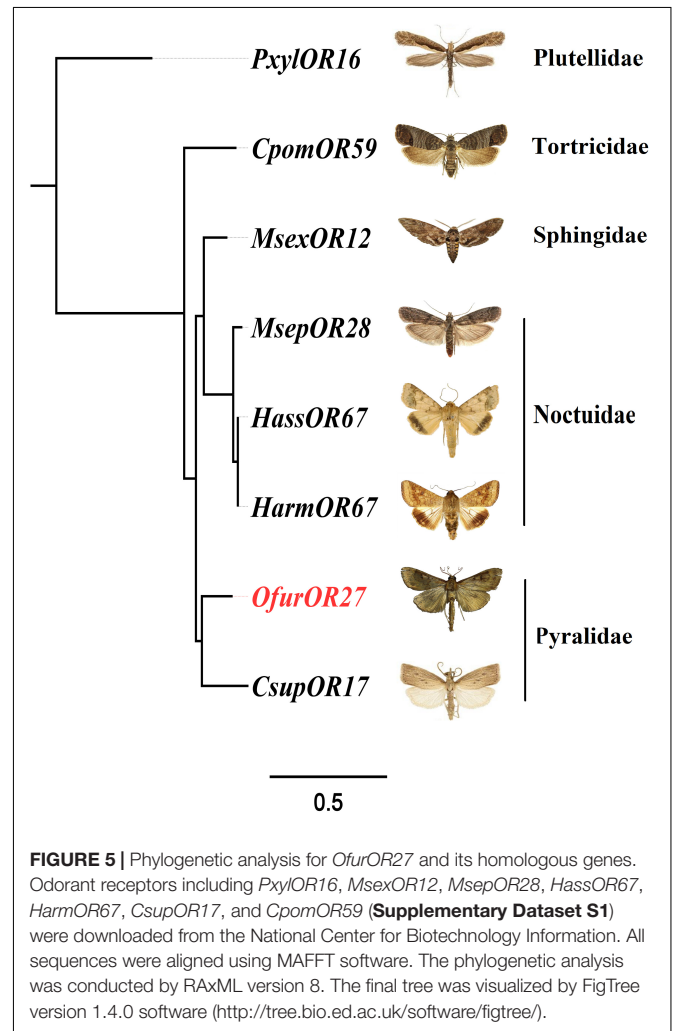 PxylOR16 Plutellidae
CpomOR59 Tortricidae
MsexOR12 Sphingidae
MsepOR28
HassOR67 Noctuidae
HarmOR67
OfurOR27
Pyralidae
CsupOR17
0.5
FIGURE 5 | Phylogenetic analysis for OfurOR27 and its homologous genes.
Odorant receptors including PxylOR16, MsexOR12, MsepOR28, HassOR67,
HarmOR67, CsupOR17, and CpomOR59 (Supplementary Dataset S1)
were downloaded from the National Center for Biotechnology Information. All
sequences were aligned using MAFFT software. The phylogenetic analysis
was conducted by RAxML version 8. The final tree was visualized by FigTree
version 1.4.0 software (http://tree.bio.ed.ac.uk/software/figtree/).